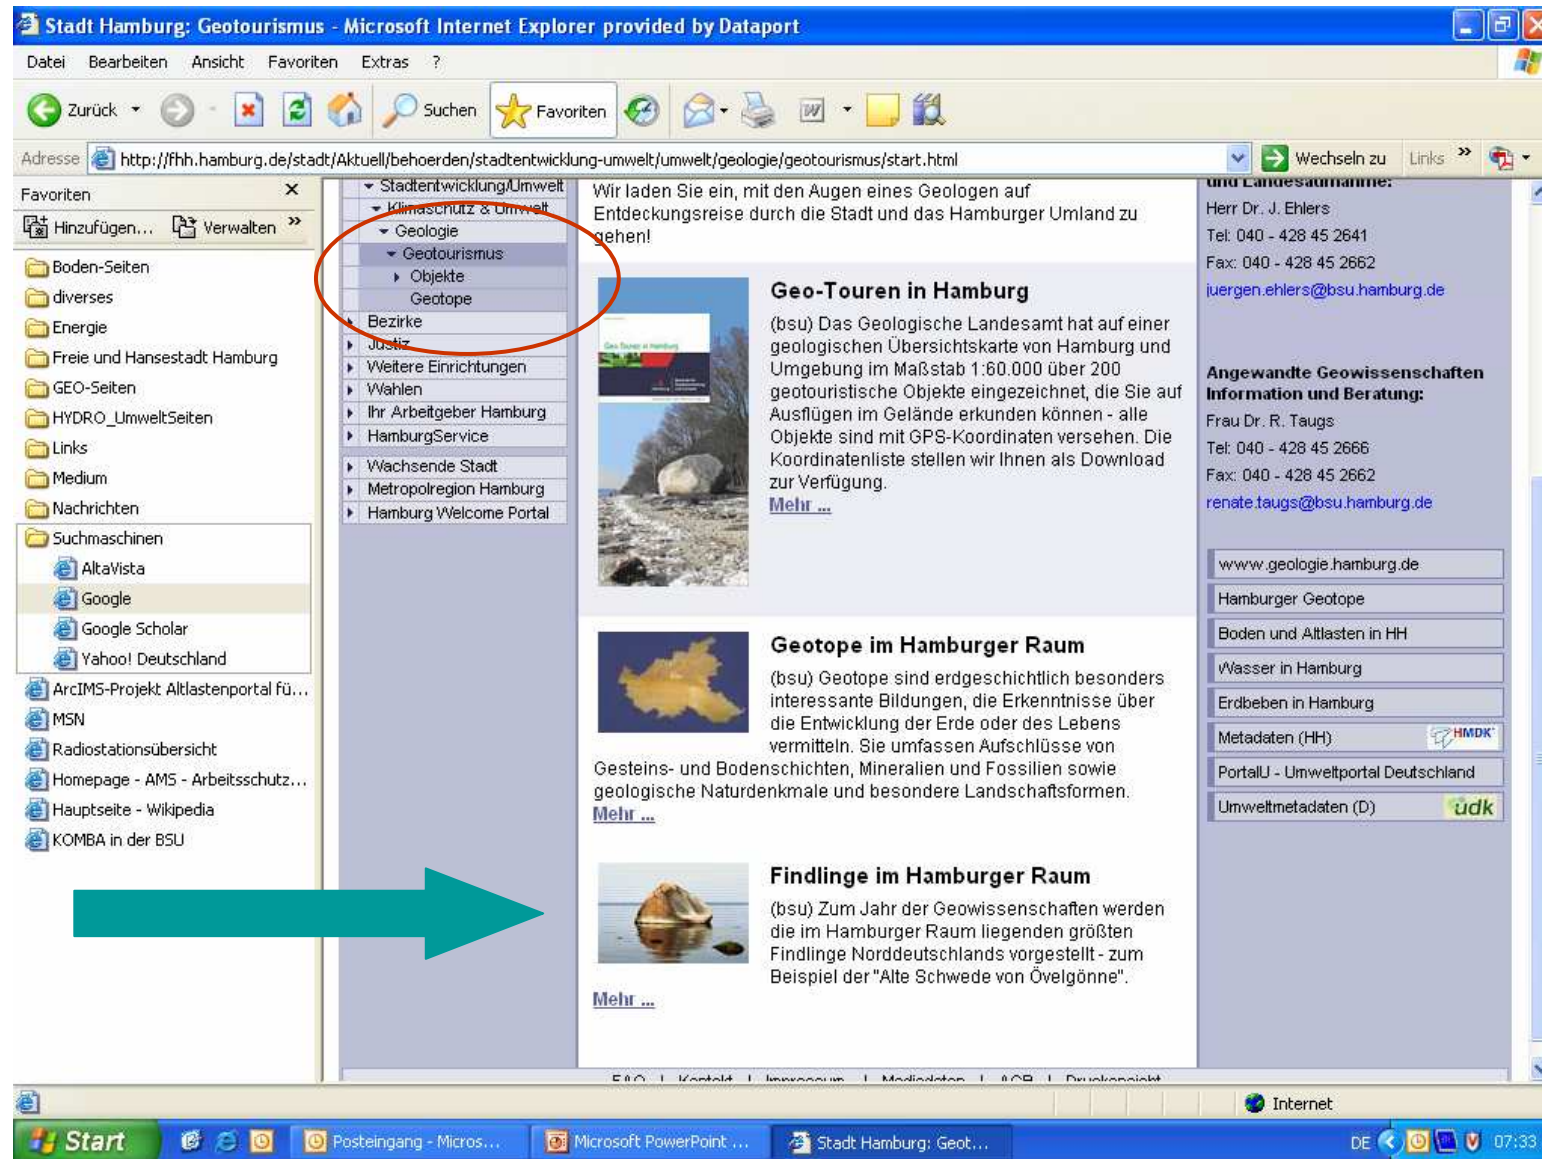 Stadt Hamburg: Geotourismus - Microsoft Internet Explorer provided by Dataport
Datei Bearbeiten Ansicht Favoriten Extras ?
Zurück Suchen Favoriten
Adresse http://fhh.hamburg.de/stadt/Aktuell/behoerden/stadtentwicklung-umwelt/umwelt/geologie/geotourismus/start.html Wechseln zu Links »
Favoriten
Hinzufügen... Verwalten »
Boden-Seiten
diverses
Energie
Freie und Hansestadt Hamburg
GEO-Seiten
HYDRO_UmweltSeiten
Links
Medium
Nachrichten
Suchmaschinen
AltaVista
Google
Google Scholar
Yahoo! Deutschland
ArcIMS-Projekt Altlastenportal fü...
MSN
Radiostationsübersicht
Homepage - AMS - Arbeitsschutz...
Hauptseite - Wikipedia
KOMBA in der BSU
Stadtentwicklung/Umwelt
Klimaschutz & Umwelt
Geologie
Geotourismus
Objekte
Geotope
Bezirke
Justiz
Weitere Einrichtungen
Wahlen
Ihr Arbeitgeber Hamburg
HamburgService
Wachsende Stadt
Metropolregion Hamburg
Hamburg Welcome Portal
Wir laden Sie ein, mit den Augen eines Geologen auf
Entdeckungsreise durch die Stadt und das Hamburger Umland zu
gehen!
Geo-Touren in Hamburg
Geo-Touren in Hamburg
(bsu) Das Geologische Landesamt hat auf einer
geologischen Übersichtskarte von Hamburg und
Umgebung im Maßstab 1:60.000 über 200
geotouristische Objekte eingezeichnet, die Sie auf
Ausflügen im Gelände erkunden können - alle
Objekte sind mit GPS-Koordinaten versehen. Die
Koordinatenliste stellen wir Ihnen als Download
zur Verfügung.
Mehr ...
Geotope im Hamburger Raum
(bsu) Geotope sind erdgeschichtlich besonders
interessante Bildungen, die Erkenntnisse über
die Entwicklung der Erde oder des Lebens
vermitteln. Sie umfassen Aufschlüsse von
Gesteins- und Bodenschichten, Mineralien und Fossilien sowie
geologische Naturdenkmale und besondere Landschaftsformen.
Mehr ...
Findlinge im Hamburger Raum
(bsu) Zum Jahr der Geowissenschaften werden
die im Hamburger Raum liegenden größten
Findlinge Norddeutschlands vorgestellt - zum
Beispiel der "Alte Schwede von Övelgönne".
Mehr ...
FAQ | Kontakt | Impressum | Mediadaten | AGB | Druckansicht
und Landesaufnahme:
Herr Dr. J. Ehlers
Tel: 040 - 428 45 2641
Fax: 040 - 428 45 2662
juergen.ehlers@bsu.hamburg.de
Angewandte Geowissenschaften
Information und Beratung:
Frau Dr. R. Taugs
Tel: 040 - 428 45 2666
Fax: 040 - 428 45 2662
renate.taugs@bsu.hamburg.de
www.geologie.hamburg.de
Hamburger Geotope
Boden und Altlasten in HH
Wasser in Hamburg
Erdbeben in Hamburg
Metadaten (HH) HMDK
PortalU - Umweltportal Deutschland
Umweltmetadaten (D) udk
Internet
Start Posteingang - Micros... Microsoft PowerPoint ... Stadt Hamburg: Geot... DE 07:33